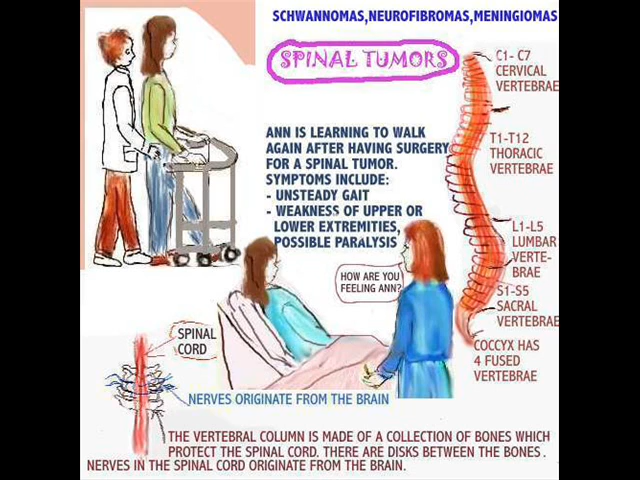 SCHWANNOMAS,NEUROFIBROMAS,MENINGIOMAS
SPINAL TUMORS
ANN IS LEARNING TO WALK
AGAIN AFTER HAVING SURGERY
FOR A SPINAL TUMOR.
SYMPTOMS INCLUDE:
- UNSTEADY GAIT
- WEAKNESS OF UPPER OR
LOWER EXTREMITIES,
POSSIBLE PARALYSIS
C1- C7
CERVICAL
VERTEBRAE
T1-T12
THORACIC
VERTEBRAE
L1-L5
LUMBAR
VERTE-
BRAE
S1-S5
SACRAL
VERTEBRAE
COCCYX HAS
4 FUSED
VERTEBRAE
HOW ARE YOU
FEELING ANN?
SPINAL
CORD
NERVES ORIGINATE FROM THE BRAIN
THE VERTEBRAL COLUMN IS MADE OF A COLLECTION OF BONES WHICH
PROTECT THE SPINAL CORD. THERE ARE DISKS BETWEEN THE BONES.
NERVES IN THE SPINAL CORD ORIGINATE FROM THE BRAIN.